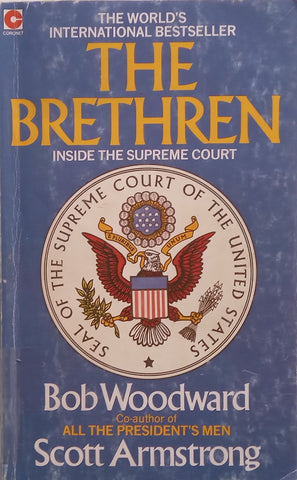 CORONET
THE WORLD'S
INTERNATIONAL BESTSELLER
THE
BRETHREN
INSIDE THE SUPREME COURT
SEAL OF THE SUPREME COURT OF THE UNITED STATES
Bob Woodward
Co-author of
ALL THE PRESIDENT'S MEN
Scott Armstrong